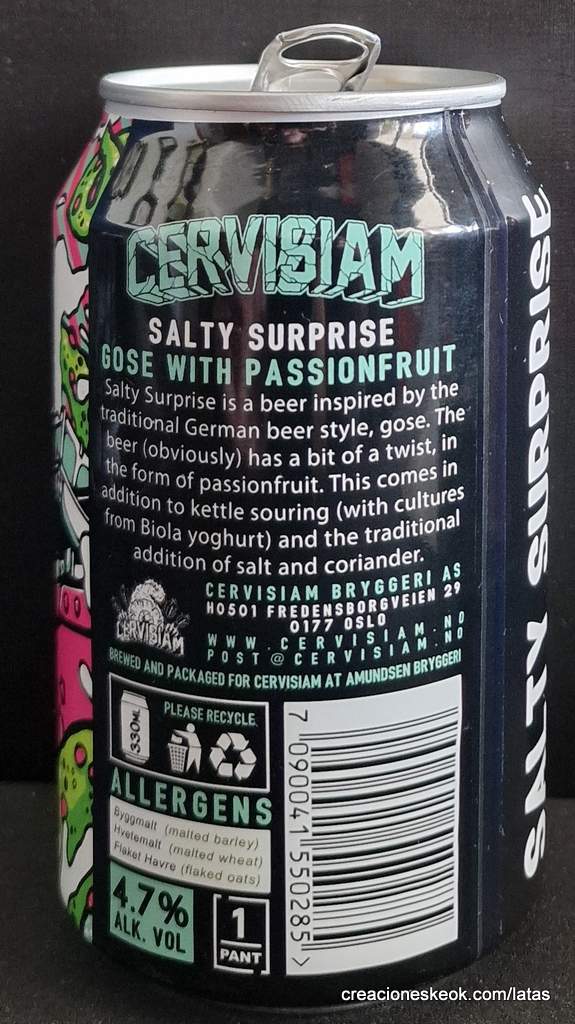 CERVISIAM
SALTY SURPRISE
GOSE WITH PASSIONFRUIT
Salty Surprise is a beer inspired by the
traditional German beer style, gose. The
beer (obviously) has a bit of a twist, in
the form of passionfruit. This comes in
addition to kettle souring (with cultures
from Biola yoghurt) and the traditional
addition of salt and coriander.
CERVISIAM
CERVISIAM BRYGGERI AS
H0501 FREDENSBORGVEIEN 29
0177 OSLO
WWW.CERVISIAM.NO
POST@CERVISIAM.NO
BREWED AND PACKAGED FOR CERVISIAM AT AMUNDSEN BRYGGERI
330ML
PLEASE RECYCLE.
ALLERGENS
Byggmalt (malted barley)
Hvetemalt (malted wheat)
Flaket Havre (flaked oats)
4.7%
ALK. VOL
1
PANT
7 090041 550285 >
SALTY SURPRISE
creacioneskeok.com/latas